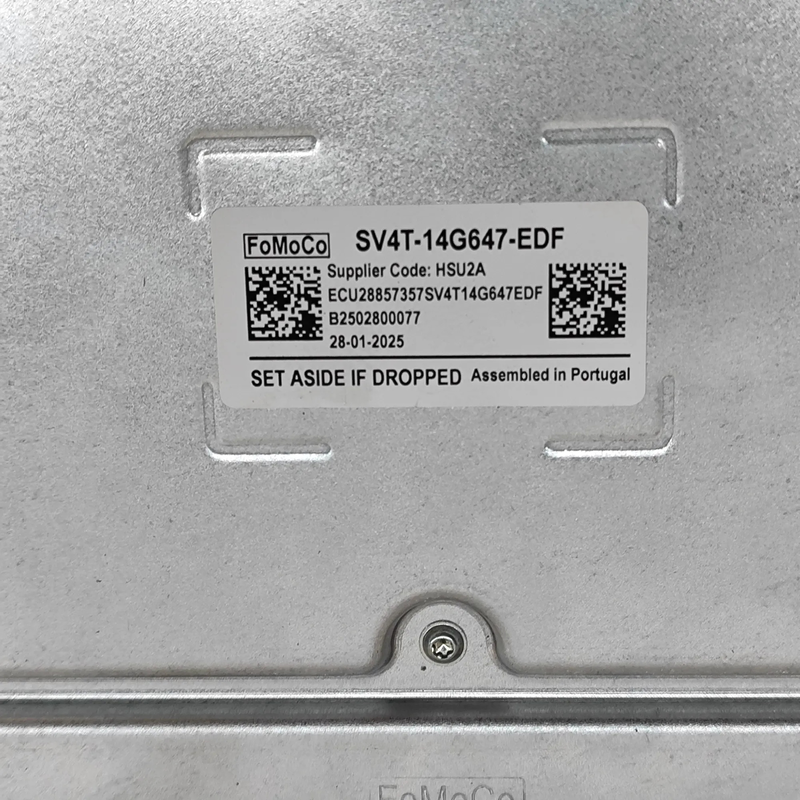 FoMoCo SV4T-14G647-EDF
Supplier Code: HSU2A
ECU28857357SV4T14G647EDF
B2502800077
28-01-2025
SET ASIDE IF DROPPED Assembled in Portugal
FoMoCo